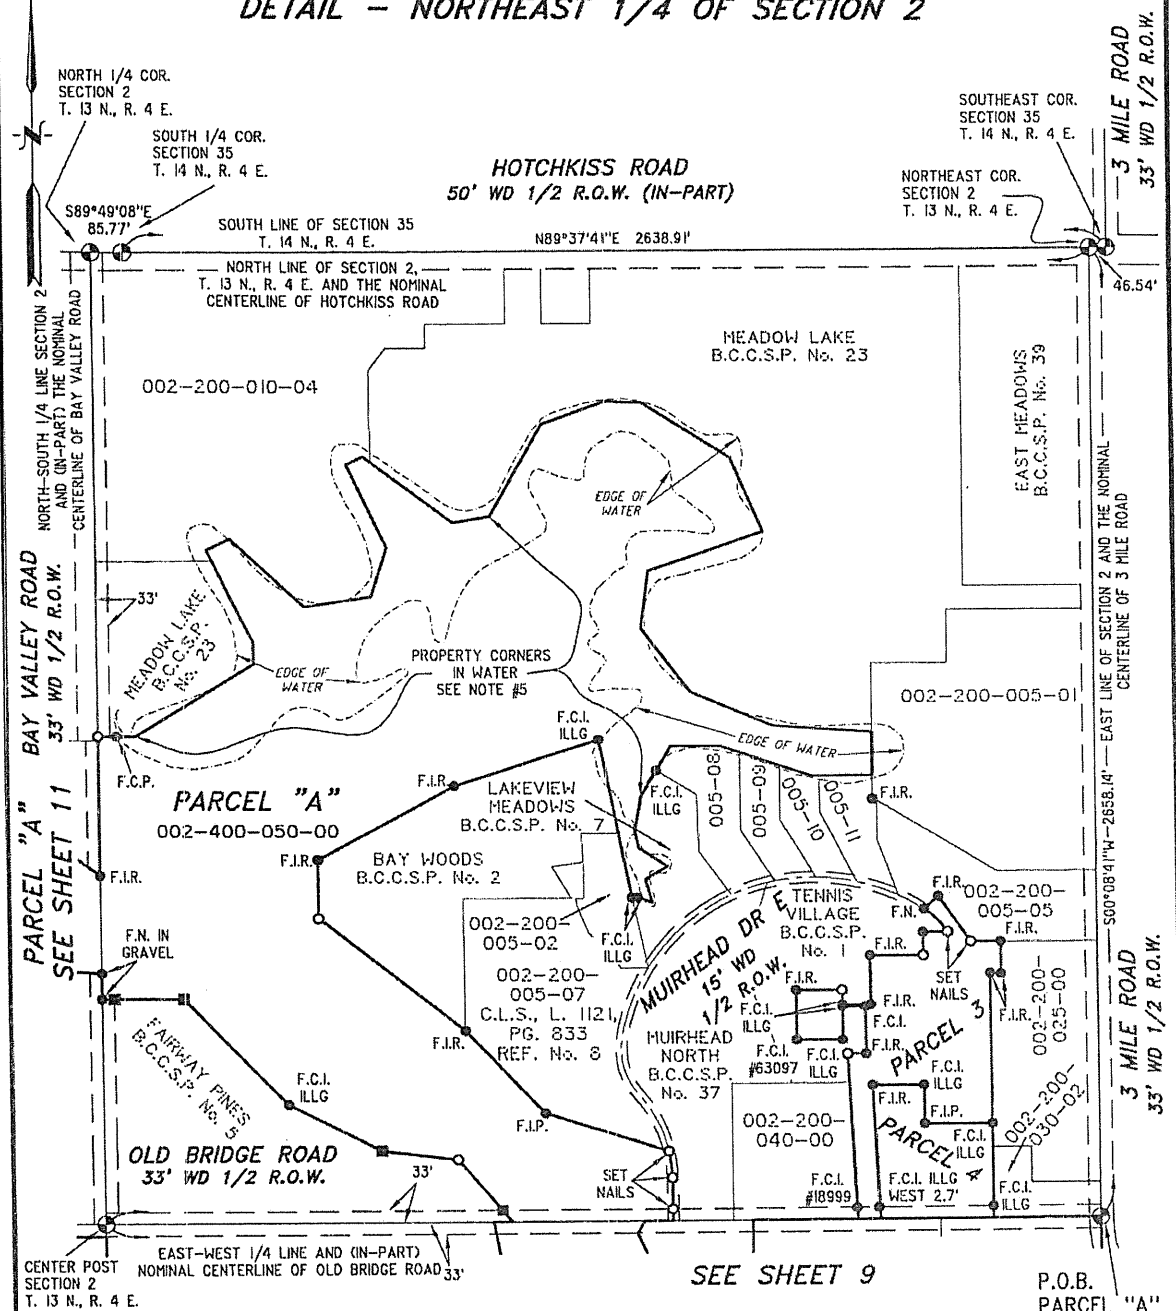 DETAIL - NORTHEAST 1/4 OF SECTION 2
NORTH 1/4 COR.
SECTION 2
T. 13 N., R. 4 E.
SOUTH 1/4 COR.
SECTION 35
T. 14 N., R. 4 E.
N
HOTCHKISS ROAD
50' WD 1/2 R.O.W. (IN-PART)
SOUTHEAST COR.
SECTION 35
T. 14 N., R. 4 E.
NORTHEAST COR.
SECTION 2
T. 13 N., R. 4 E.
3 MILE ROAD
33' WD 1/2 R.O.W.
S89°49'08"E
85.77'
SOUTH LINE OF SECTION 35
T. 14 N., R. 4 E.
N89°37'41"E 2638.91'
NORTH LINE OF SECTION 2,
T. 13 N., R. 4 E. AND THE NOMINAL
CENTERLINE OF HOTCHKISS ROAD
46.54'
NORTH-SOUTH 1/4 LINE SECTION 2
AND (IN-PART) THE NOMINAL
CENTERLINE OF BAY VALLEY ROAD
002-200-010-04
MEADOW LAKE
B.C.C.S.P. No. 23
EAST MEADOWS
B.C.C.S.P. No. 39
EDGE OF
WATER
S00°08'41"W-2658.14'
EAST LINE OF SECTION 2 AND THE NOMINAL
CENTERLINE OF 3 MILE ROAD
BAY VALLEY ROAD
33' WD 1/2 R.O.W.
33'
MEADOW LAKE
B.C.C.S.P.
No. 23
EDGE OF
WATER
PROPERTY CORNERS
IN WATER
SEE NOTE #5
002-200-005-01
F.C.I.
ILLG
EDGE OF WATER
F.C.P.
F.I.R.
PARCEL "A"
002-400-050-00
LAKEVIEW
MEADOWS
B.C.C.S.P. No. 7
F.C.I.
ILLG
005-08
005-09
005-10
005-11
F.I.R.
PARCEL "A"
SEE SHEET 11
F.I.R.
BAY WOODS
B.C.C.S.P. No. 2
F.I.R.
F.N. IN
GRAVEL
002-200-
005-02
F.C.I.
ILLG
MUIRHEAD DR E
15' WD
1/2 R.O.W.
TENNIS
VILLAGE
B.C.C.S.P.
No. 1
F.N.
F.I.R.
002-200-
005-05
F.I.R.
F.I.R.
SET
NAILS
002-200-
005-07
C.L.S., L. 1121,
PG. 833
REF. No. 8
F.I.R.
F.I.R.
F.C.I.
ILLG
F.I.R.
F.C.I.
F.I.R.
F.I.R.
PARCEL 3
002-200-
025-00
3 MILE ROAD
33' WD 1/2 R.O.W.
MUIRHEAD
NORTH
B.C.C.S.P.
No. 37
F.C.I.
#63097
F.C.I.
ILLG
FAIRWAY PINES
B.C.C.S.P. No. 5
F.C.I.
ILLG
F.I.P.
F.C.I.
ILLG
F.I.R.
F.I.P.
002-200-
040-00
PARCEL 4
F.C.I.
ILLG
002-200-
030-02
OLD BRIDGE ROAD
33' WD 1/2 R.O.W.
33'
SET
NAILS
F.C.I.
#18999
F.C.I. ILLG
WEST 2.7'
F.C.I.
ILLG
CENTER POST
SECTION 2
T. 13 N., R. 4 E.
EAST-WEST 1/4 LINE AND (IN-PART)
NOMINAL CENTERLINE OF OLD BRIDGE ROAD
33'
SEE SHEET 9
P.O.B.
PARCEL "A"